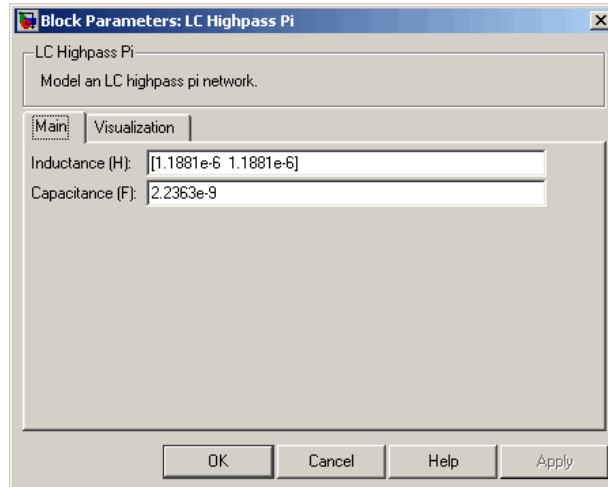 Block Parameters: LC Highpass Pi
LC Highpass Pi
Model an LC highpass pi network.
Main Visualization
Inductance (H): [1.1881e-6 1.1881e-6]
Capacitance (F): 2.2363e-9
OK Cancel Help Apply